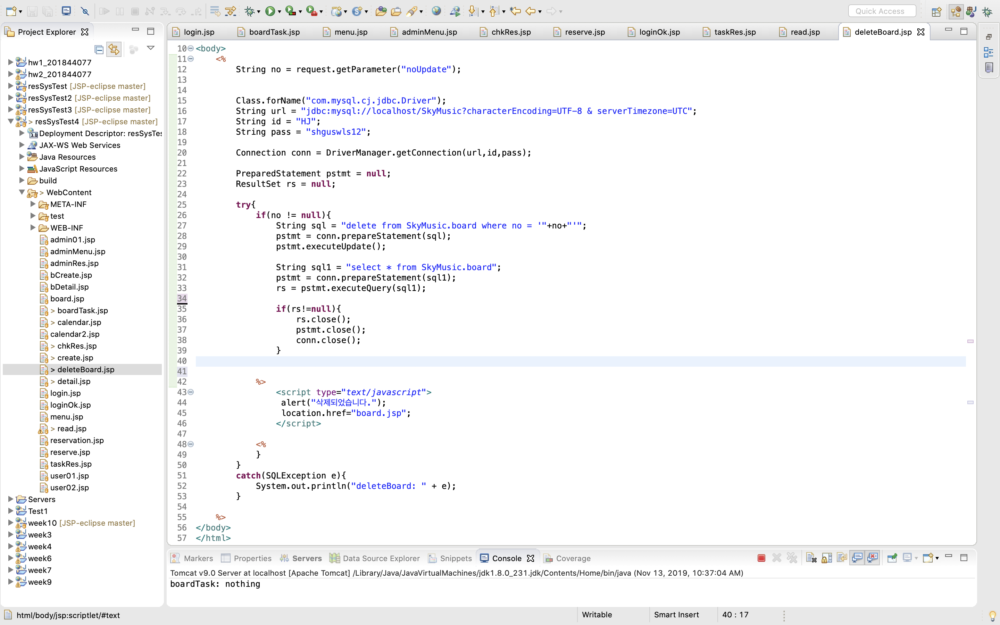 Quick Access
Project Explorer
hw1_201844077
hw2_201844077
resSysTest [JSP-eclipse master]
resSysTest2 [JSP-eclipse master]
resSysTest3 [JSP-eclipse master]
> resSysTest4 [JSP-eclipse master]
3.0 Deployment Descriptor: resSysTes
JAX-WS Web Services
Java Resources
JavaScript Resources
build
> WebContent
META-INF
test
WEB-INF
admin01.jsp
adminMenu.jsp
adminRes.jsp
bCreate.jsp
bDetail.jsp
board.jsp
> boardTask.jsp
> calendar.jsp
calendar2.jsp
> chkRes.jsp
> create.jsp
> deleteBoard.jsp
> detail.jsp
login.jsp
loginOk.jsp
menu.jsp
> read.jsp
reservation.jsp
reserve.jsp
taskRes.jsp
user01.jsp
user02.jsp
Servers
Test1
week10 [JSP-eclipse master]
week3
week4
week6
week7
week9
login.jsp boardTask.jsp menu.jsp adminMenu.jsp chkRes.jsp reserve.jsp loginOk.jsp taskRes.jsp read.jsp deleteBoard.jsp
10 <body>
11 <%
12 String no = request.getParameter("noUpdate");
13
14
15 Class.forName("com.mysql.cj.jdbc.Driver");
16 String url = "jdbc:mysql://localhost/SkyMusic?characterEncoding=UTF-8 & serverTimezone=UTC";
17 String id = "HJ";
18 String pass = "shguswls12";
19
20 Connection conn = DriverManager.getConnection(url,id,pass);
21
22 PreparedStatement pstmt = null;
23 ResultSet rs = null;
24
25 try{
26 if(no != null){
27 String sql = "delete from SkyMusic.board where no = '"+no+"'";
28 pstmt = conn.prepareStatement(sql);
29 pstmt.executeUpdate();
30
31 String sql1 = "select * from SkyMusic.board";
32 pstmt = conn.prepareStatement(sql1);
33 rs = pstmt.executeQuery(sql1);
34
35 if(rs!=null){
36 rs.close();
37 pstmt.close();
38 conn.close();
39 }
40
41
42 %>
43 <script type="text/javascript">
44 alert("삭제되었습니다.");
45 location.href="board.jsp";
46 </script>
47
48 <%
49 }
50 }
51 catch(SQLException e){
52 System.out.println("deleteBoard: " + e);
53 }
54
55 %>
56 </body>
57 </html>
Markers Properties Servers Data Source Explorer Snippets Console Coverage
Tomcat v9.0 Server at localhost [Apache Tomcat] /Library/Java/JavaVirtualMachines/jdk1.8.0_231.jdk/Contents/Home/bin/java (Nov 13, 2019, 10:37:04 AM)
boardTask: nothing
html/body/jsp:scriptlet/#text
Writable Smart Insert 40 : 17